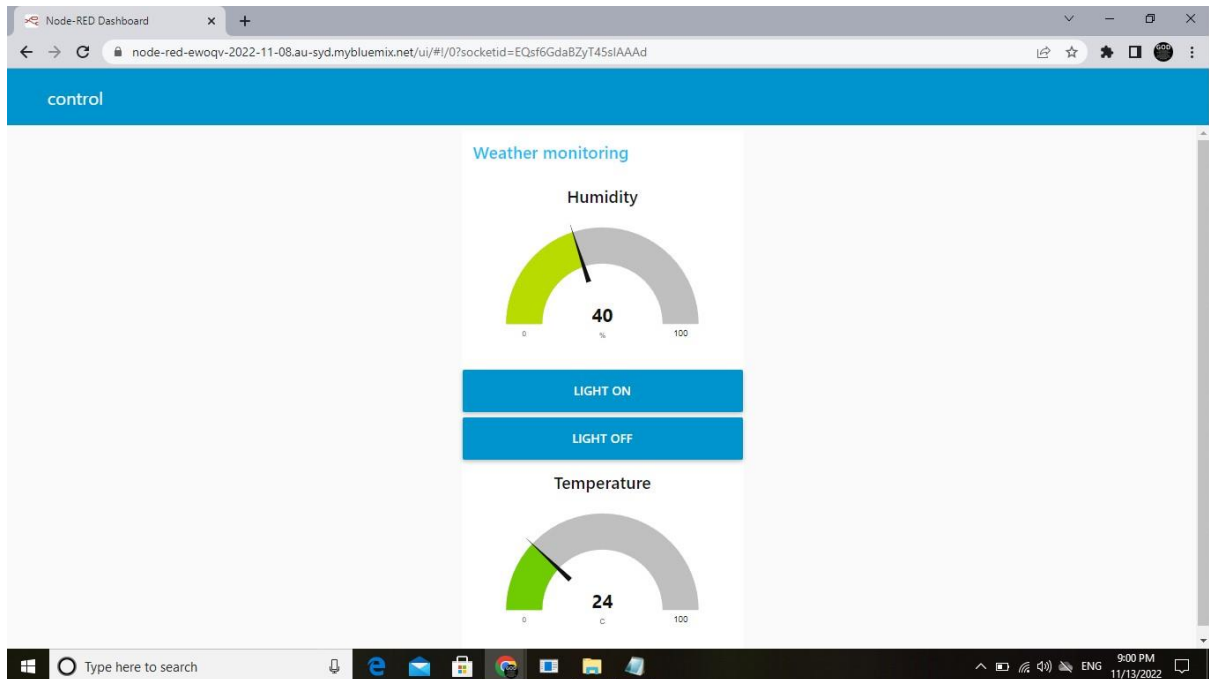 Node-RED Dashboard
node-red-ewoqv-2022-11-08.au-syd.mybluemix.net/ui/#!/0?socketid=EQsf6GdaBZyT45sIAAAd
control
Weather monitoring
Humidity
40
%
0
100
LIGHT ON
LIGHT OFF
Temperature
24
C
0
100
Type here to search
ENG
9:00 PM
11/13/2022